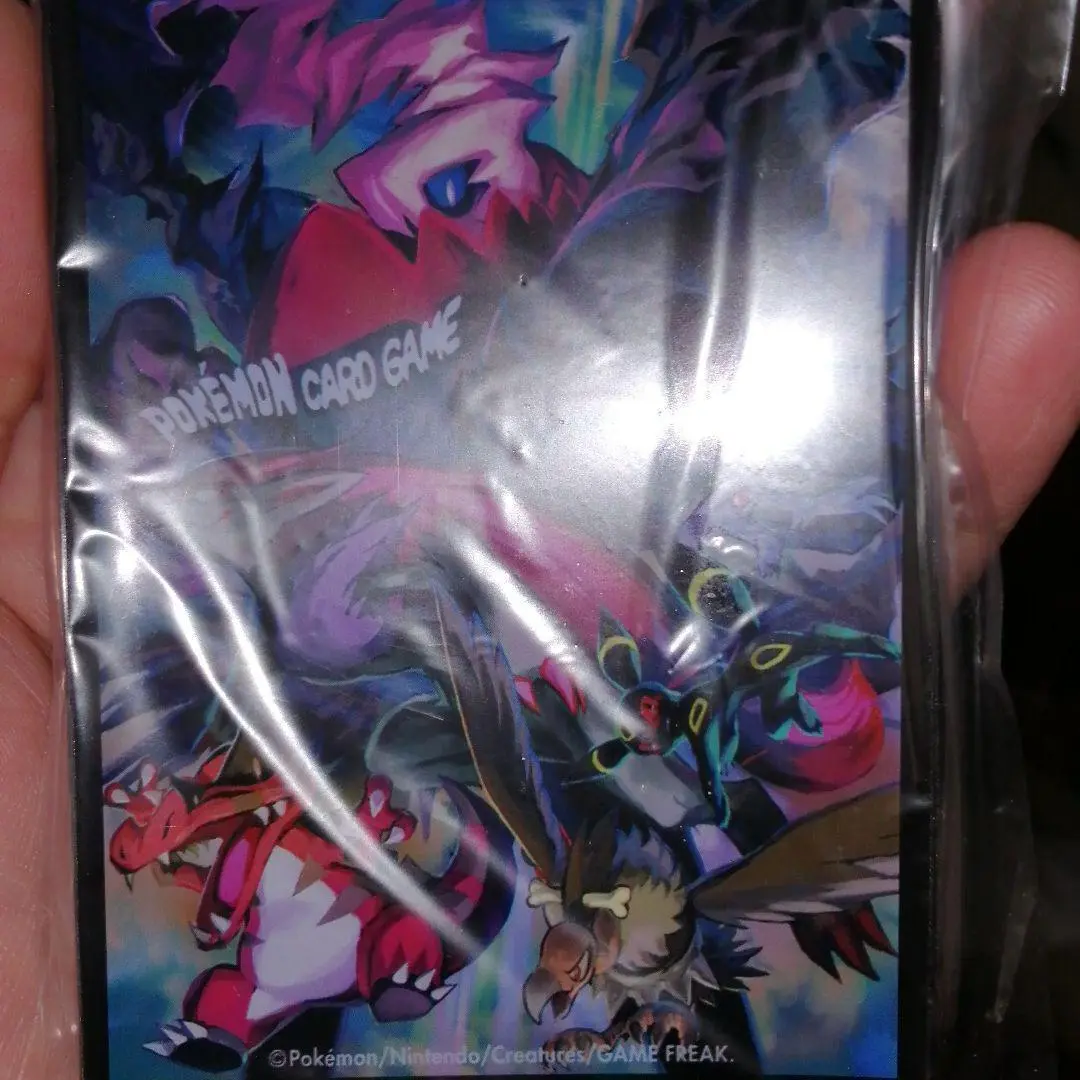 POKÉMON CARD GAME
©Pokémon/Nintendo/Creatures/GAME FREAK.